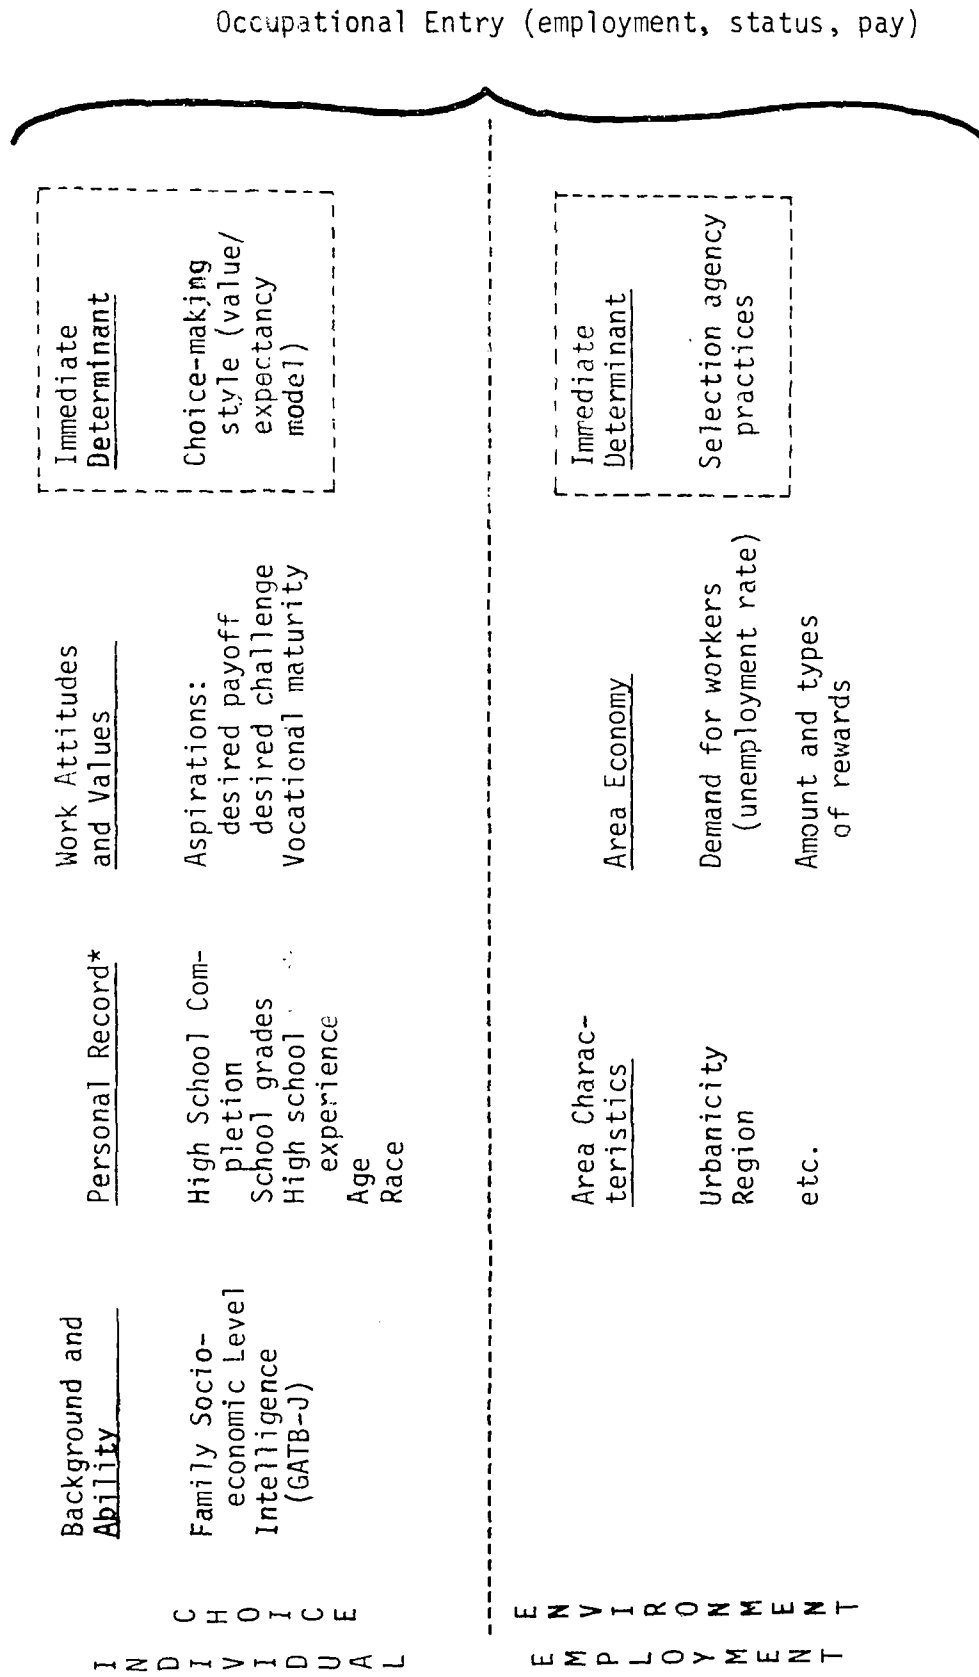 Occupational Entry (employment, status, pay)
INDIVIDUAL
CHOICE
Background and
Ability
Family Socio-
economic Level
Intelligence
(GATB-J)
Personal Record*
High School Com-
pletion
School grades
High school
experience
Age
Race
Work Attitudes
and Values
Aspirations:
desired payoff
desired challenge
Vocational maturity
Immediate
Determinant
Choice-making
style (value/
expectancy
model)
EMPLOYMENT
ENVIRONMENT
Area Charac-
teristics
Urbanicity
Region
etc.
Area Economy
Demand for workers
(unemployment rate)
Amount and types
of rewards
Immediate
Determinant
Selection agency
practices